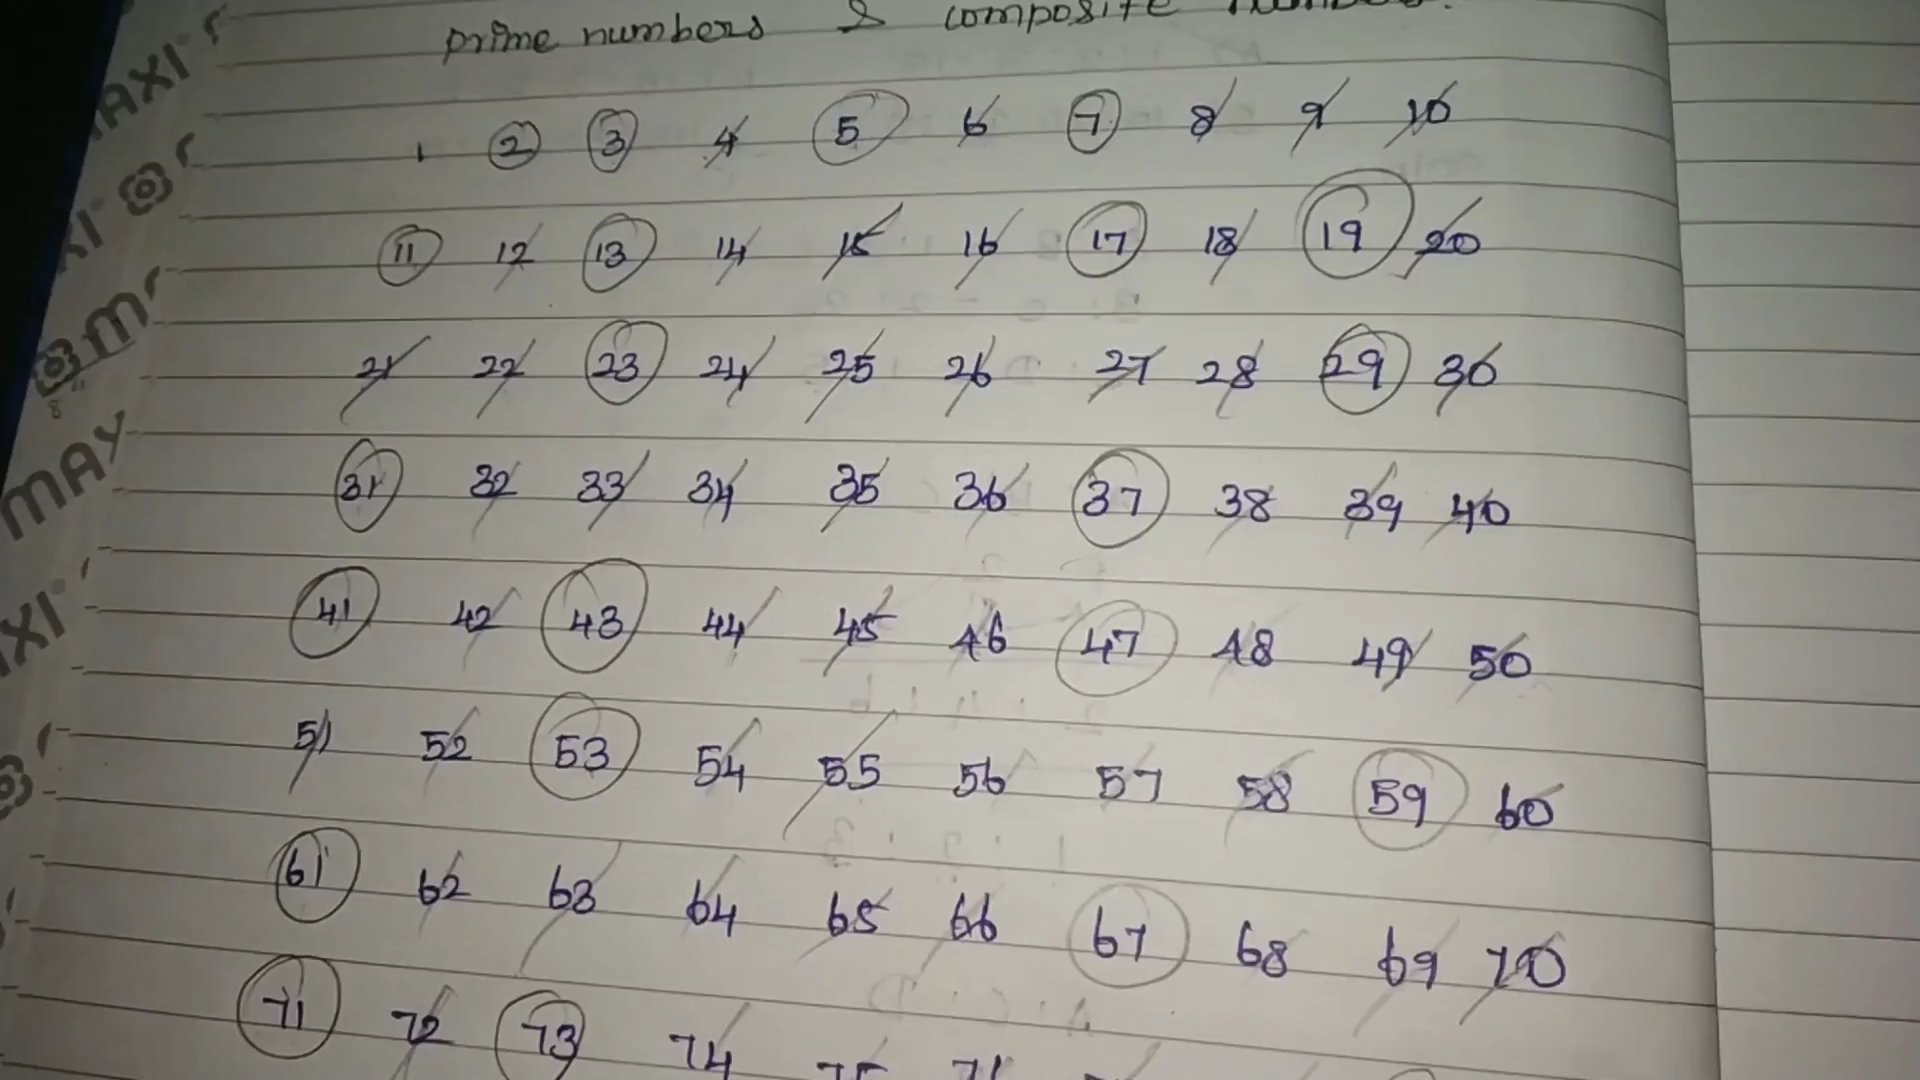 prime numbers & composite numbers.
1 2 3 4 5 6 7 8 9 10
11 12 13 14 15 16 17 18 19 20
21 22 23 24 25 26 27 28 29 30
31 32 33 34 35 36 37 38 39 40
41 42 43 44 45 46 47 48 49 50
51 52 53 54 55 56 57 58 59 60
61 62 63 64 65 66 67 68 69 70
71 72 73 74 75
MAXI